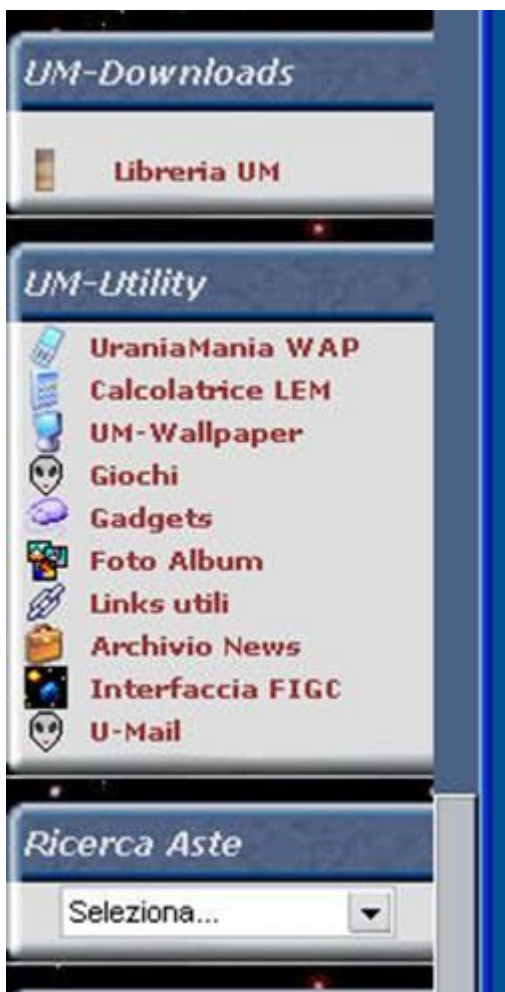 UM-Downloads
Libreria UM
UM-Utility
UraniaMania WAP
Calcolatrice LEM
UM-Wallpaper
Giochi
Gadgets
Foto Album
Links utili
Archivio News
Interfaccia FIGC
U-Mail
Ricerca Aste
Seleziona...